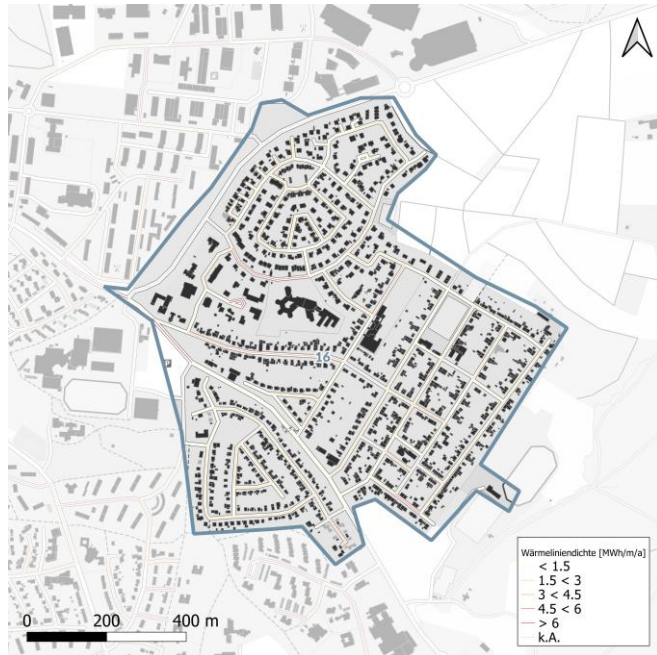 16
Wärmeliniendichte [MWh/m/a]
< 1.5
1.5 < 3
3 < 4.5
4.5 < 6
> 6
k.A.
0 200 400 m